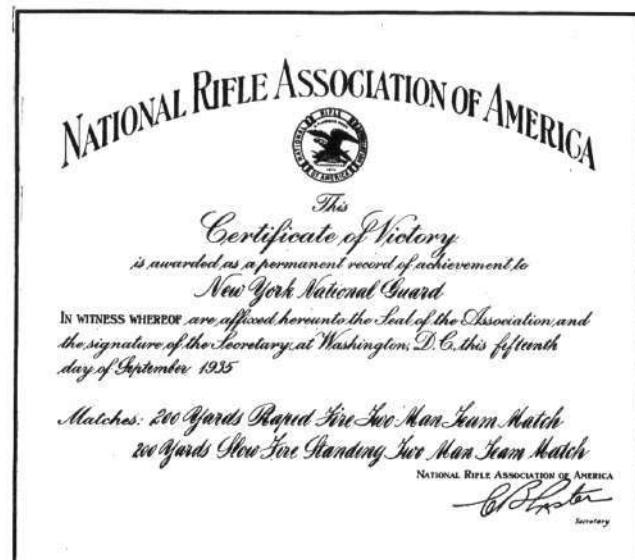 NATIONAL RIFLE ASSOCIATION OF AMERICA
This
Certificate of Victory
is awarded as a permanent record of achievement to
New York National Guard
IN WITNESS WHEREOF are affixed hereunto the Seal of the Association and
the signature of the Secretary at Washington, D.C. this fifteenth
day of September 1935
Matches: 200 Yards Rapid Fire Two Man Team Match
200 Yards Slow Fire Standing Two Man Team Match
NATIONAL RIFLE ASSOCIATION OF AMERICA
Secretary